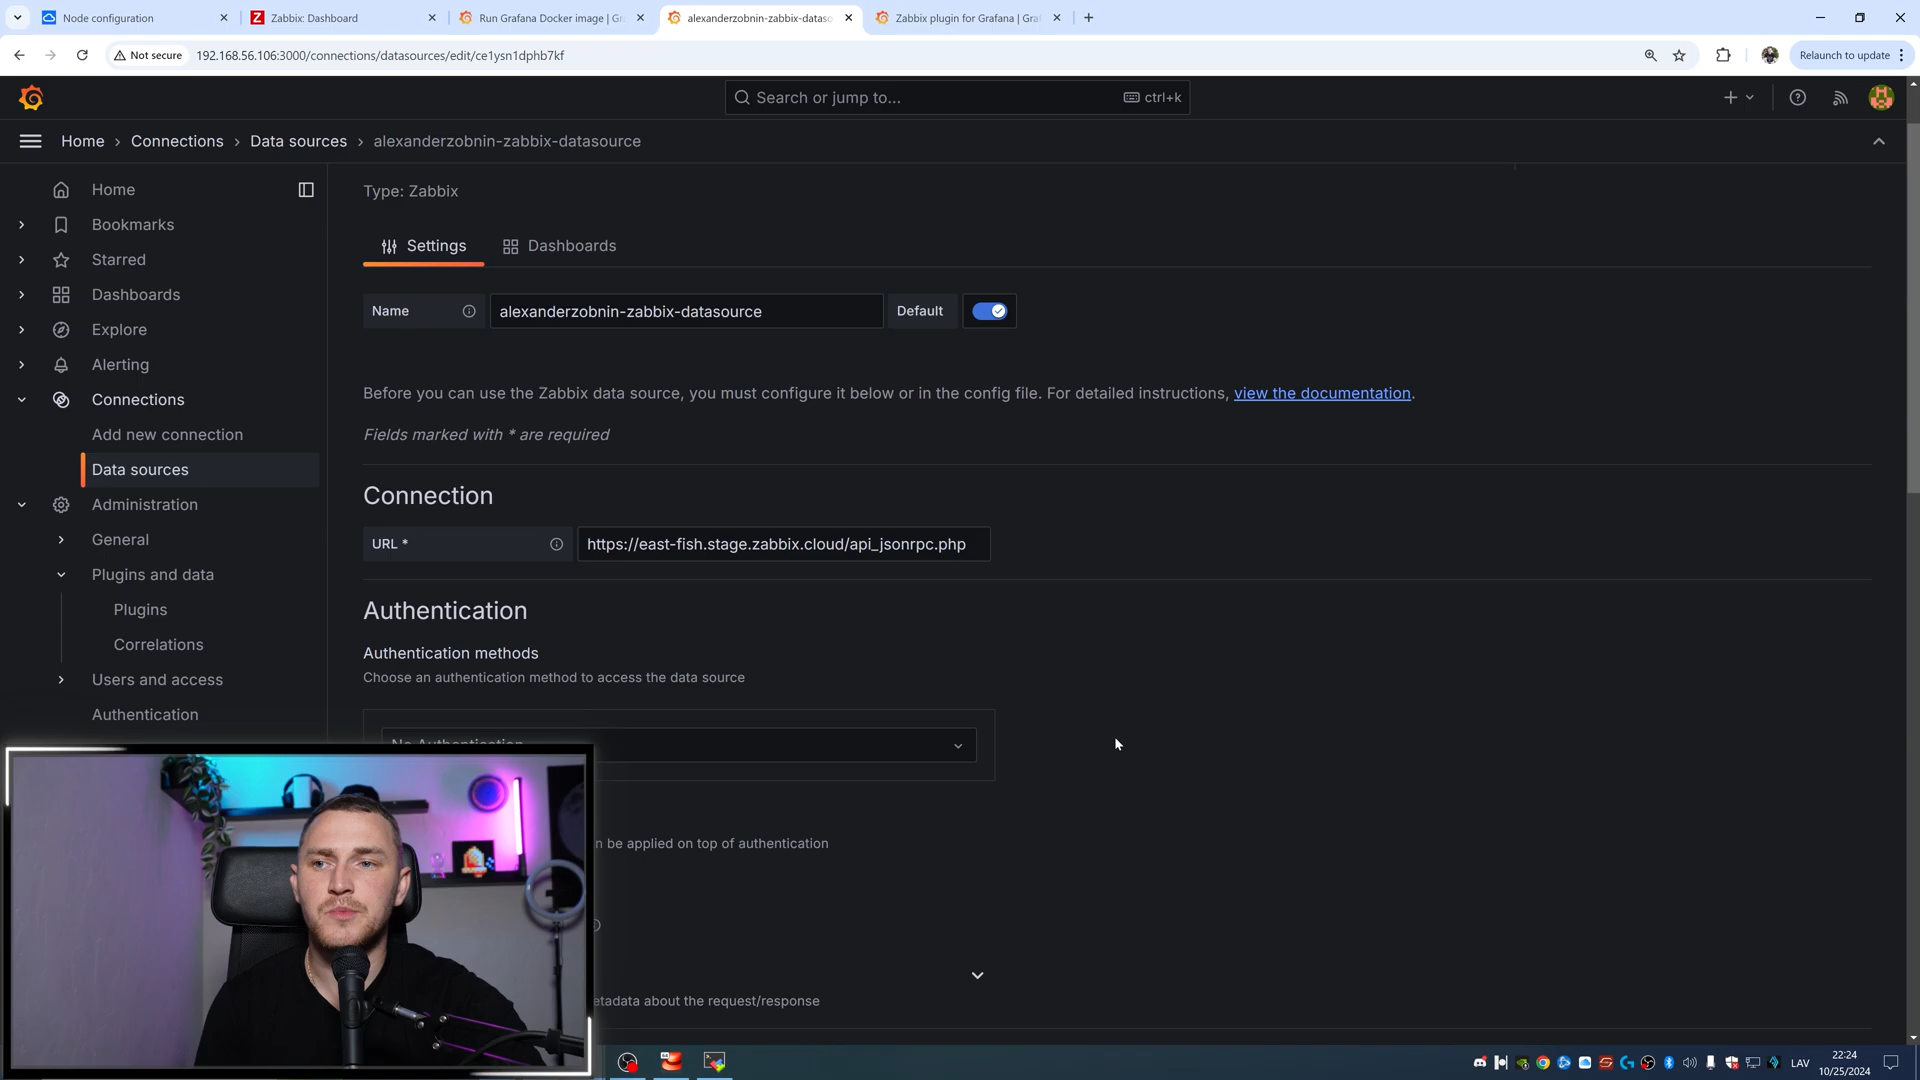 Node configuration
Zabbix: Dashboard
Run Grafana Docker image | Gr
alexanderzobnin-zabbix-dataso
Zabbix plugin for Grafana | Gra
Not secure
192.168.56.106:3000/connections/datasources/edit/ce1ysn1dphb7kf
Relaunch to update
Search or jump to...
ctrl+k
Home › Connections › Data sources › alexanderzobnin-zabbix-datasource
Home
Bookmarks
Starred
Dashboards
Explore
Alerting
Connections
Add new connection
Data sources
Administration
General
Plugins and data
Plugins
Correlations
Users and access
Authentication
Type: Zabbix
Settings
Dashboards
Name
alexanderzobnin-zabbix-datasource
Default
Before you can use the Zabbix data source, you must configure it below or in the config file. For detailed instructions, view the documentation.
Fields marked with * are required
Connection
URL *
https://east-fish.stage.zabbix.cloud/api_jsonrpc.php
Authentication
Authentication methods
Choose an authentication method to access the data source
No Authentication
n be applied on top of authentication
etadata about the request/response
LAV
22:24
10/25/2024